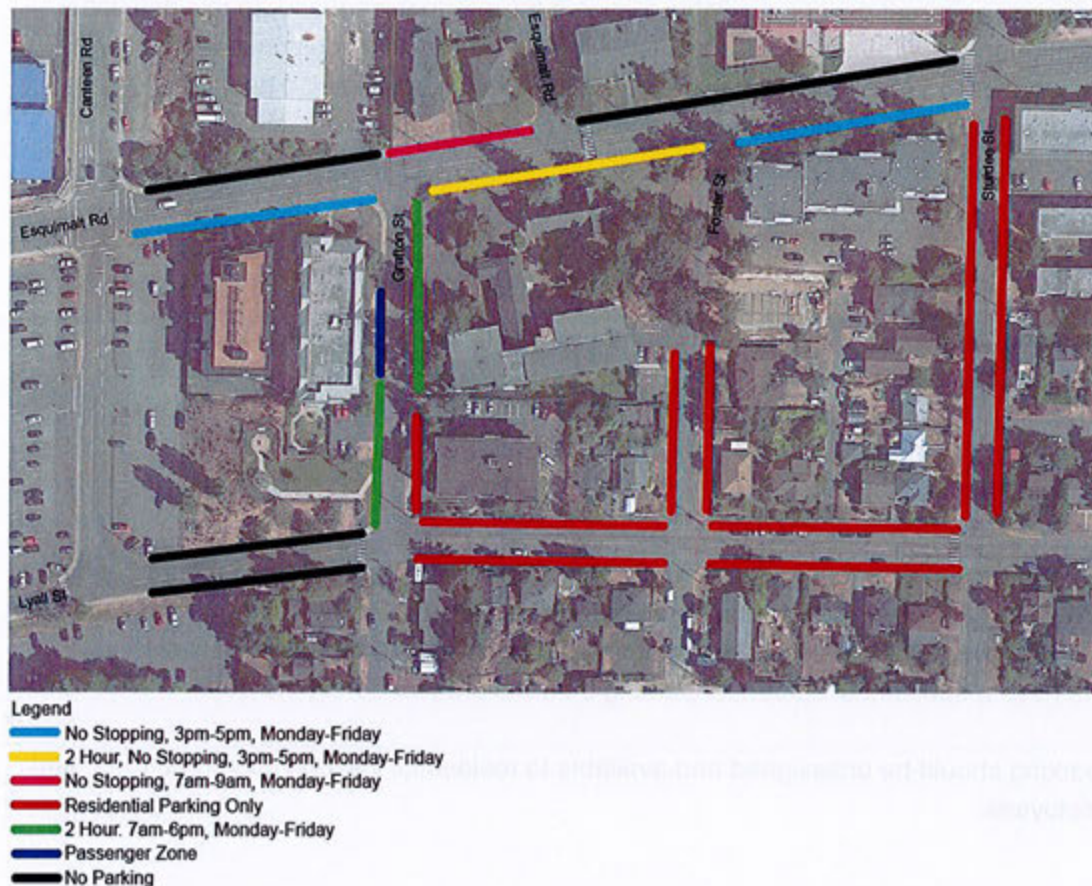 Canteen Rd
Esquimalt Rd
Esquimalt Rd
Grafton St
Foster St
Sturdee St
Lyall St
Legend
No Stopping, 3pm-5pm, Monday-Friday
2 Hour, No Stopping, 3pm-5pm, Monday-Friday
No Stopping, 7am-9am, Monday-Friday
Residential Parking Only
2 Hour. 7am-6pm, Monday-Friday
Passenger Zone
No Parking